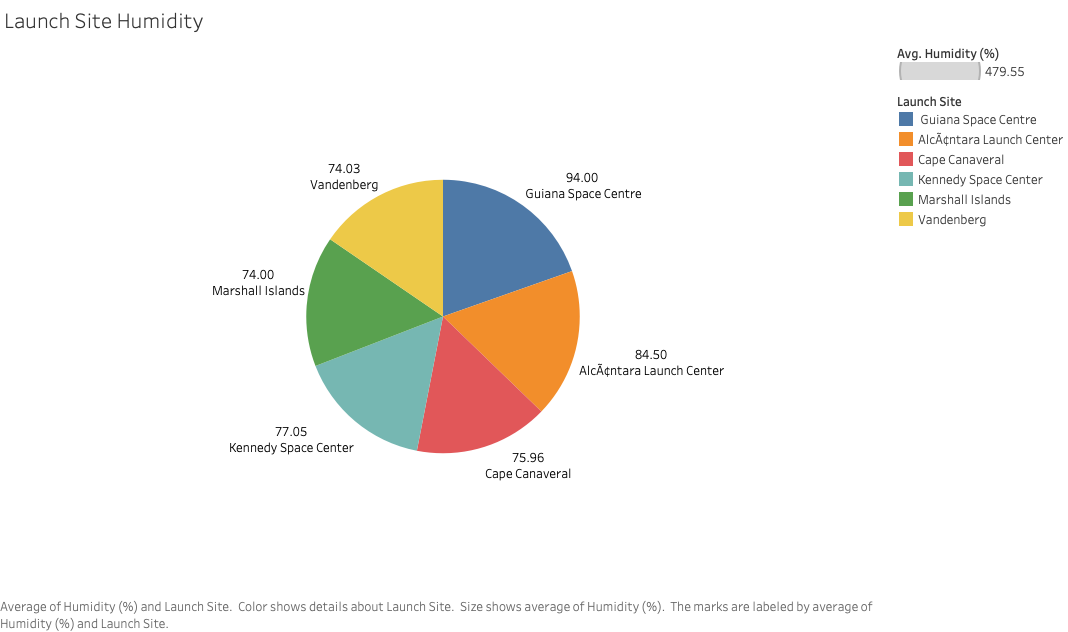 Launch Site Humidity
Avg. Humidity (%)
479.55
Launch Site
Guiana Space Centre
AlcÃ¢ntara Launch Center
Cape Canaveral
Kennedy Space Center
Marshall Islands
Vandenberg
74.03
Vandenberg
94.00
Guiana Space Centre
74.00
Marshall Islands
84.50
AlcÃ¢ntara Launch Center
77.05
Kennedy Space Center
75.96
Cape Canaveral
Average of Humidity (%) and Launch Site. Color shows details about Launch Site. Size shows average of Humidity (%). The marks are labeled by average of
Humidity (%) and Launch Site.